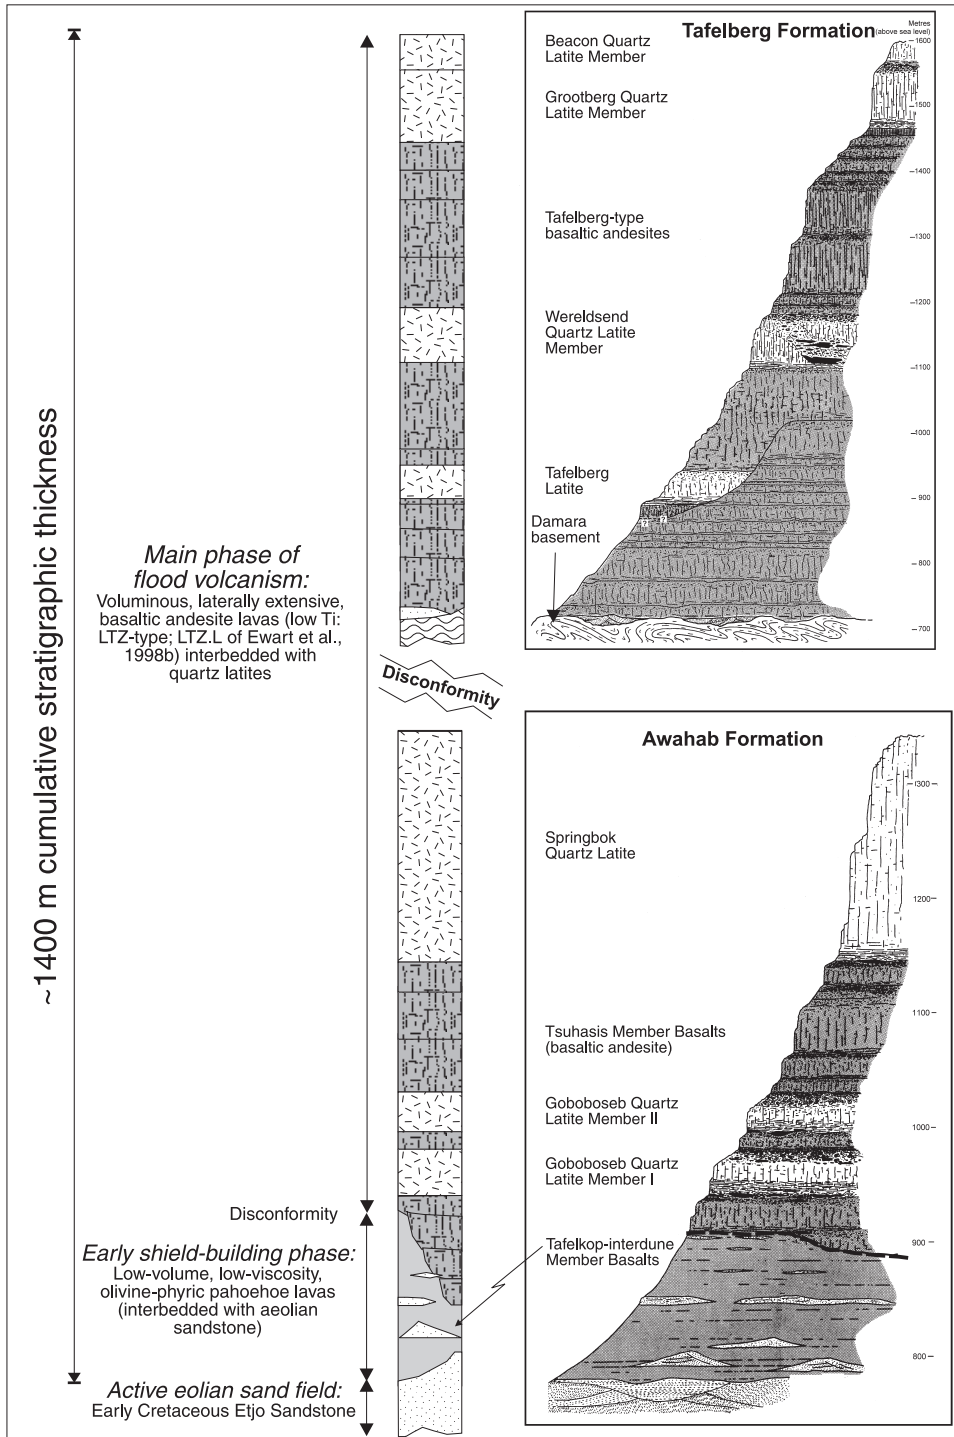 ~1400 m cumulative stratigraphic thickness
Main phase of
flood volcanism:
Voluminous, laterally extensive,
basaltic andesite lavas (low Ti:
LTZ-type; LTZ.L of Ewart et al.,
1998b) interbedded with
quartz latites
Disconformity
Early shield-building phase:
Low-volume, low-viscosity,
olivine-phyric pahoehoe lavas
(interbedded with aeolian
sandstone)
Active eolian sand field:
Early Cretaceous Etjo Sandstone
Disconformity
Tafelberg Formation
Metres
(above sea level)
Beacon Quartz
Latite Member
Grootberg Quartz
Latite Member
Tafelberg-type
basaltic andesites
Wereldsend
Quartz Latite
Member
Tafelberg
Latite
Damara
basement
? ?
1600
1500
1400
1300
1200
1100
1000
900
800
700
Awahab Formation
Springbok
Quartz Latite
Tsuhasis Member Basalts
(basaltic andesite)
Goboboseb Quartz
Latite Member II
Goboboseb Quartz
Latite Member I
Tafelkop-interdune
Member Basalts
1300
1200
1100
1000
900
800